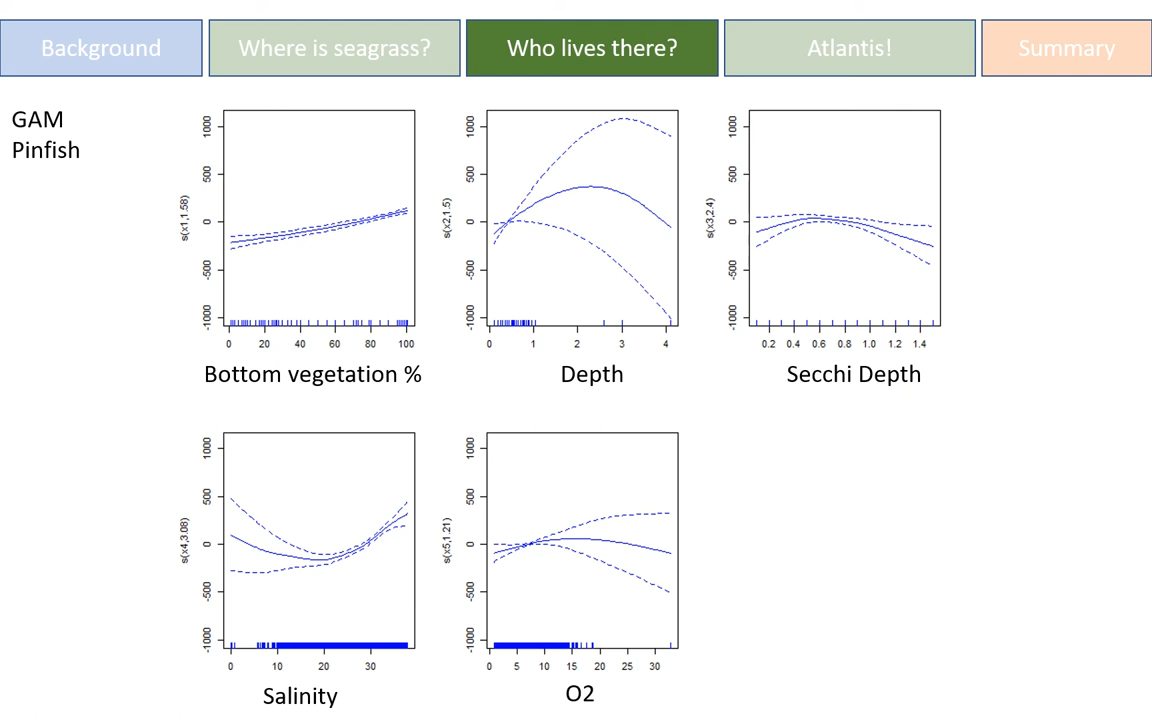 Background
Where is seagrass?
Who lives there?
Atlantis!
Summary
GAM
Pinfish
s(x1,1.58)
1000
500
0
-500
-1000
0 20 40 60 80 100
Bottom vegetation %
s(x2,1.5)
1000
500
0
-500
-1000
0 1 2 3 4
Depth
s(x3,2.4)
1000
500
0
-500
-1000
0.2 0.4 0.6 0.8 1.0 1.2 1.4
Secchi Depth
s(x4,3.08)
1000
500
0
-500
-1000
0 10 20 30
Salinity
s(x5,1.21)
1000
500
0
-500
-1000
0 5 10 15 20 25 30
O2